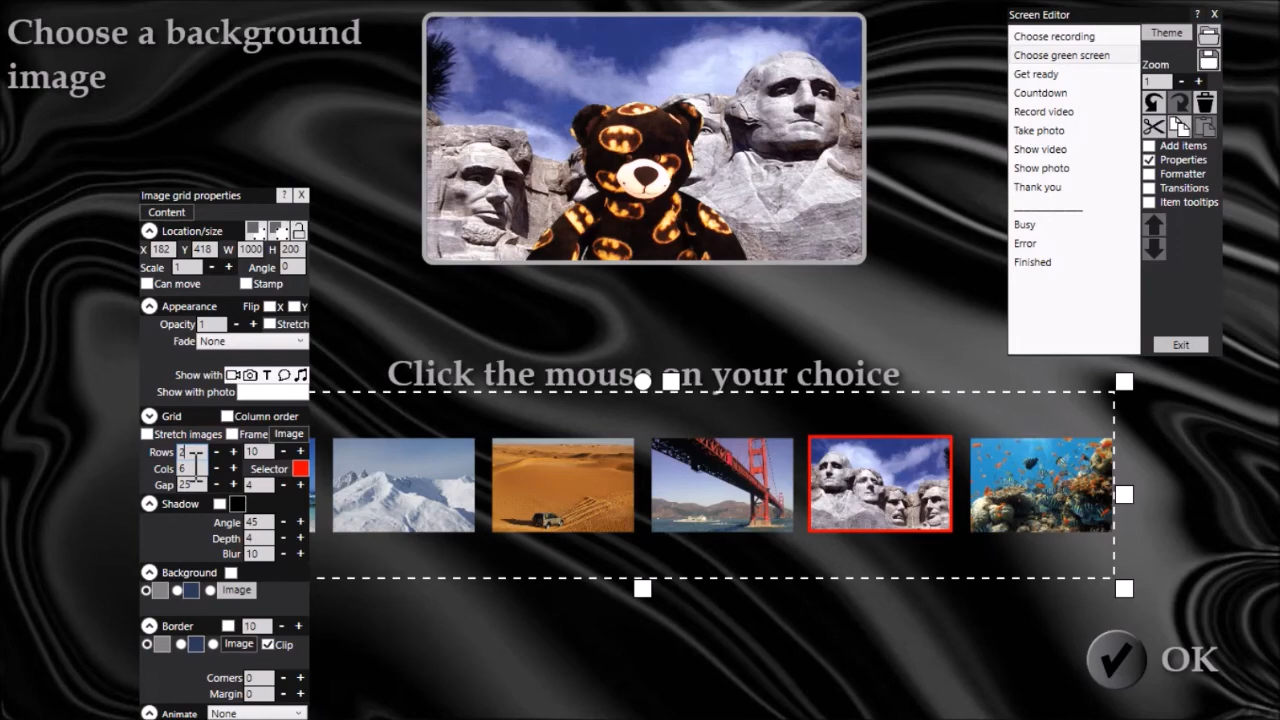 Choose a background
image
Screen Editor ? X
Choose recording
Choose green screen
Get ready
Countdown
Record video
Take photo
Show video
Show photo
Thank you
Busy
Error
Finished
Theme
Zoom
1 - +
Add items
Properties
Formatter
Transitions
Item tooltips
Exit
Image grid properties ? X
Content
Location/size
X 182 Y 418 W 1000 H 200
Scale 1 - + Angle 0
Can move Stamp
Appearance Flip X Y
Opacity 1 - + Stretch
Fade None
Show with T
Show with photo
Grid Column order
Stretch images Frame Image
Rows 2 - + 10 - +
Cols 6 - + Selector
Gap 25 - + 4 - +
Shadow
Angle 45 - +
Depth 4 - +
Blur 10 - +
Background
Image
Border 10 - +
Image Clip
Corners 0 - +
Margin 0 - +
Animate None
Click the mouse on your choice
OK